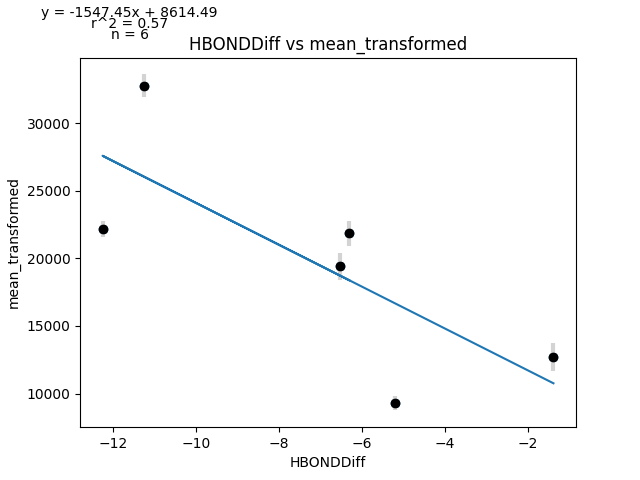 y = -1547.45x + 8614.49
r^2 = 0.57
n = 6
HBONDDiff vs mean_transformed
30000
25000
20000
15000
10000
mean_transformed
−12
−10
−8
−6
−4
−2
HBONDDiff